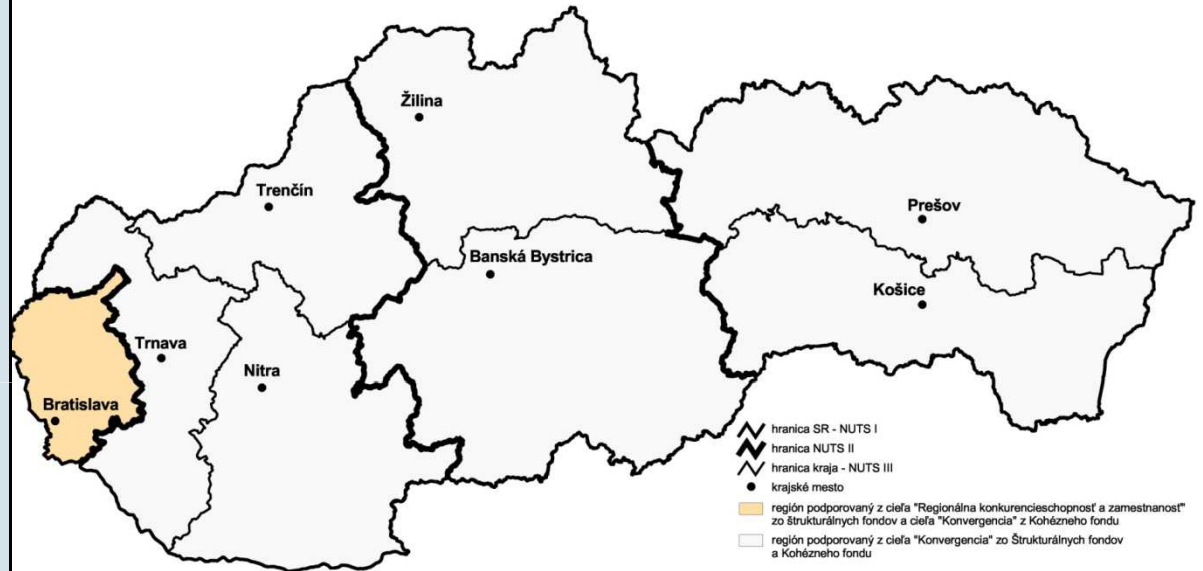 Žilina
Trenčín
Prešov
Banská Bystrica
Košice
Trnava
Nitra
Bratislava
hranica SR - NUTS I
hranica NUTS II
hranica kraja - NUTS III
krajské mesto
región podporovaný z cieľa "Regionálna konkurencieschopnosť a zamestnanosť"
zo štrukturálnych fondov a cieľa "Konvergencia" z Kohézneho fondu
región podporovaný z cieľa "Konvergencia" zo Štrukturálnych fondov
a Kohézneho fondu